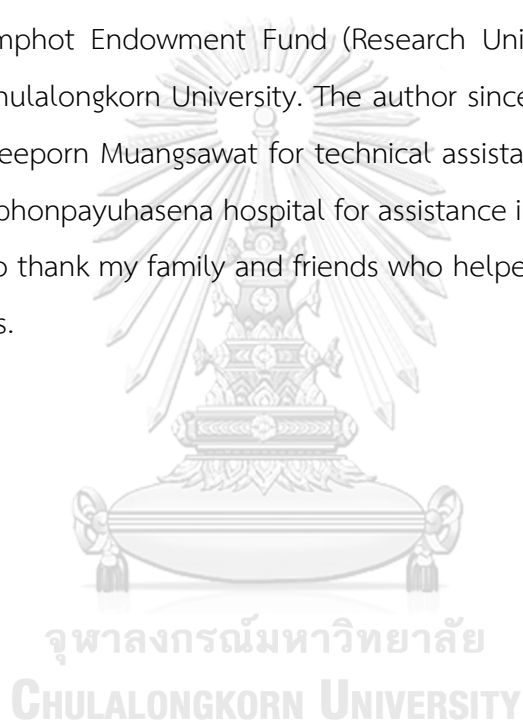 mphot Endowment Fund (Research Uni
hulalongkorn University. The author since
eeporn Muangsawat for technical assista
phonpayuhasena hospital for assistance i
o thank my family and friends who helpe
s.
จุฬาลงกรณ์มหาวิทยาลัย
CHULALONGKORN UNIVERSITY